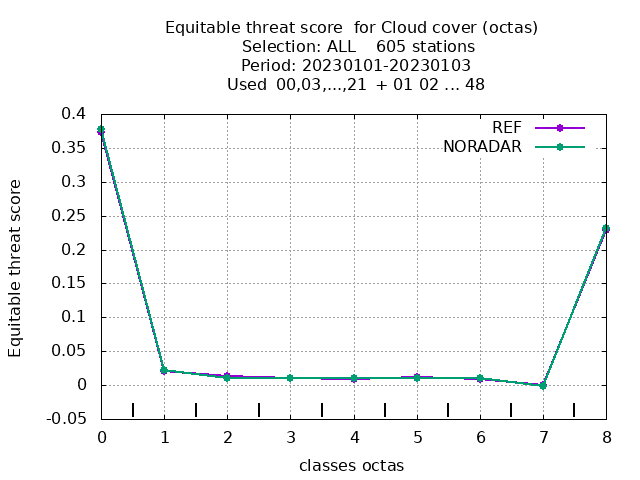 Equitable threat score  for Cloud cover (octas)
Selection: ALL    605 stations
Period: 20230101-20230103
Used  00,03,...,21  + 01 02 ... 48
REF
NORADAR
0.4
0.35
0.3
0.25
0.2
0.15
0.1
0.05
0
-0.05
Equitable threat score
0 1 2 3 4 5 6 7 8
classes octas